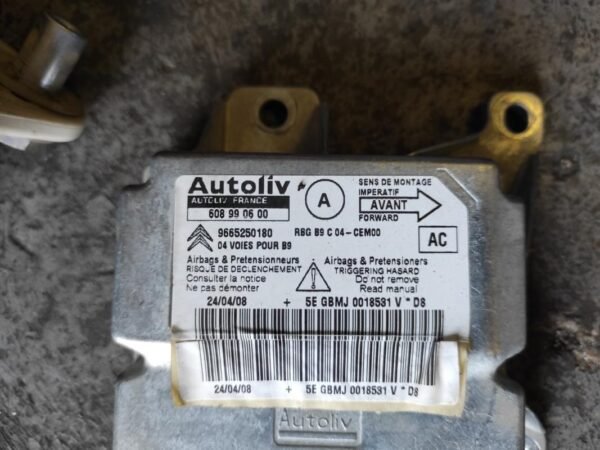 Autoliv
AUTOLIV FRANCE
608 99 06 00
A
SENS DE MONTAGE
IMPERATIF
AVANT
FORWARD
9665250180 RBG B9 C 04-CEM00
04 VOIES POUR B9
AC
Airbags & Pretensionneurs
RISQUE DE DECLENCHEMENT
Consulter la notice
Ne pas démonter
Airbags & Pretensioners
TRIGGERING HASARD
Do not remove
Read manual
24/04/08 + 5E GBMJ 0018531 V * D8
24/04/08 + 5E GBMJ 0018531 V * D8
Autoliv